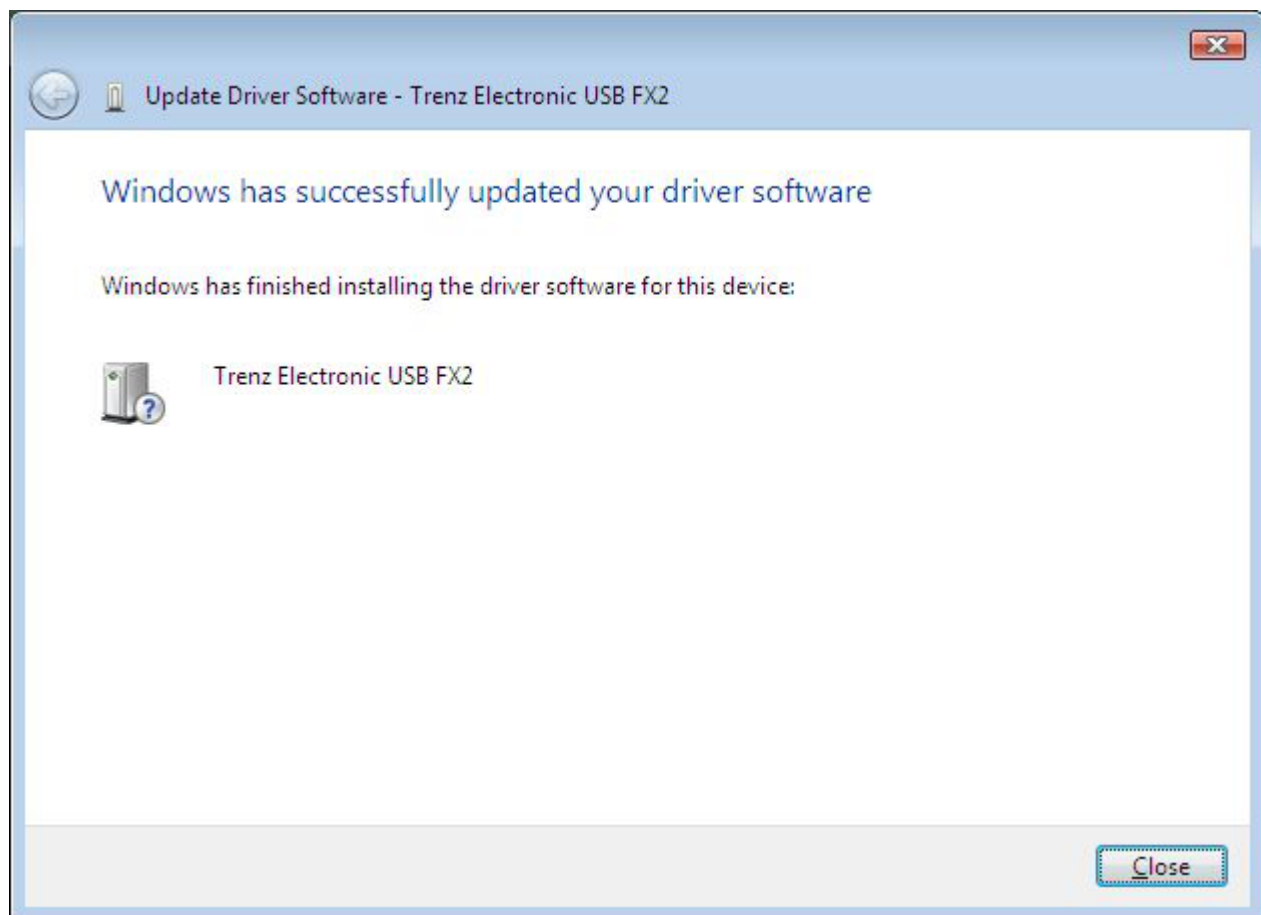 Update Driver Software - Trenz Electronic USB FX2
Windows has successfully updated your driver software
Windows has finished installing the driver software for this device:
Trenz Electronic USB FX2
Close